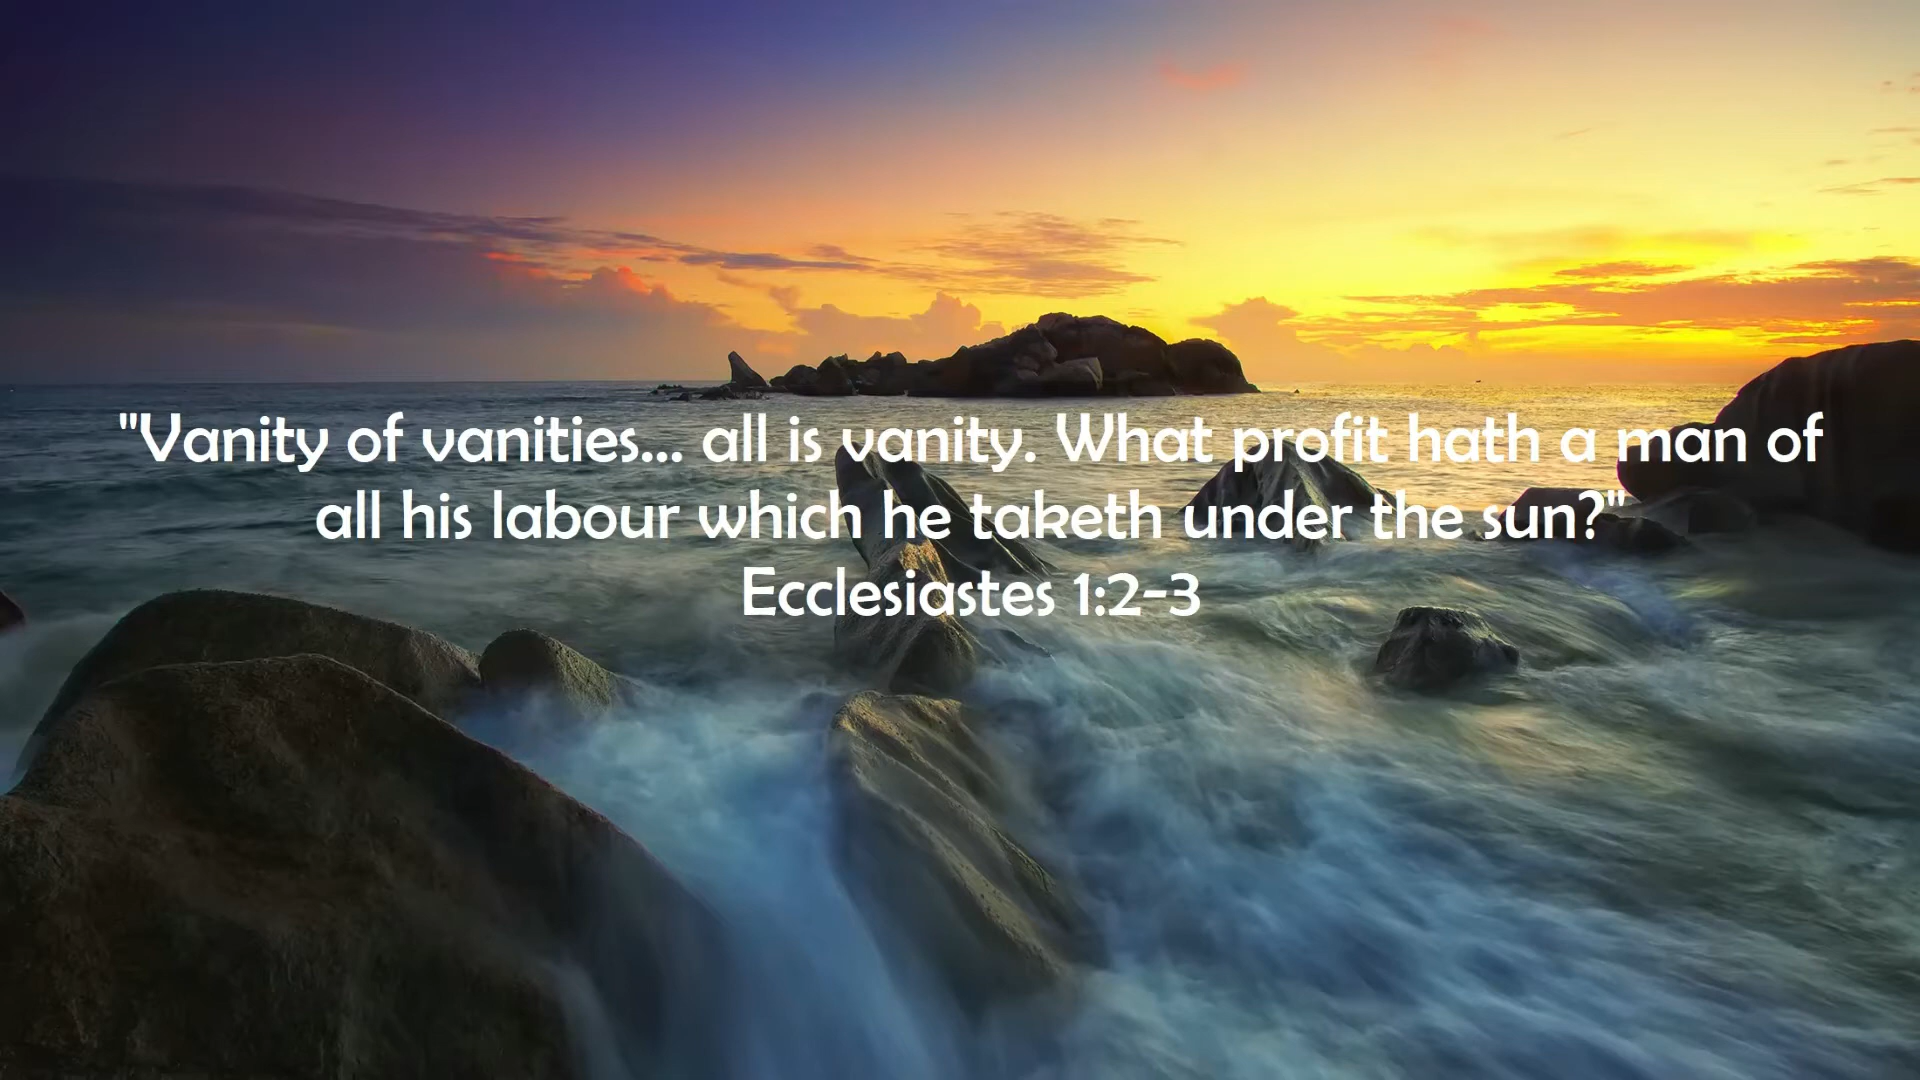 "Vanity of vanities... all is vanity. What profit hath a man of
all his labour which he taketh under the sun?"
Ecclesiastes 1:2-3